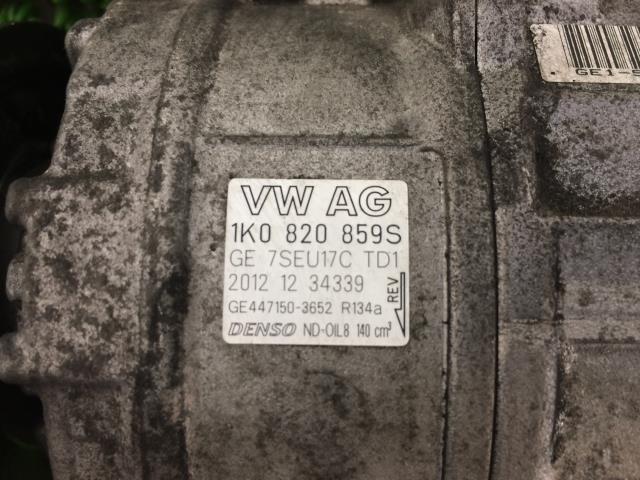 VW AG
1K0 820 859S
GE 7SEU17C TD1
2012 12 34339
GE447150-3652 R134a
DENSO ND-OIL8 140 cm³
REV
GE1-